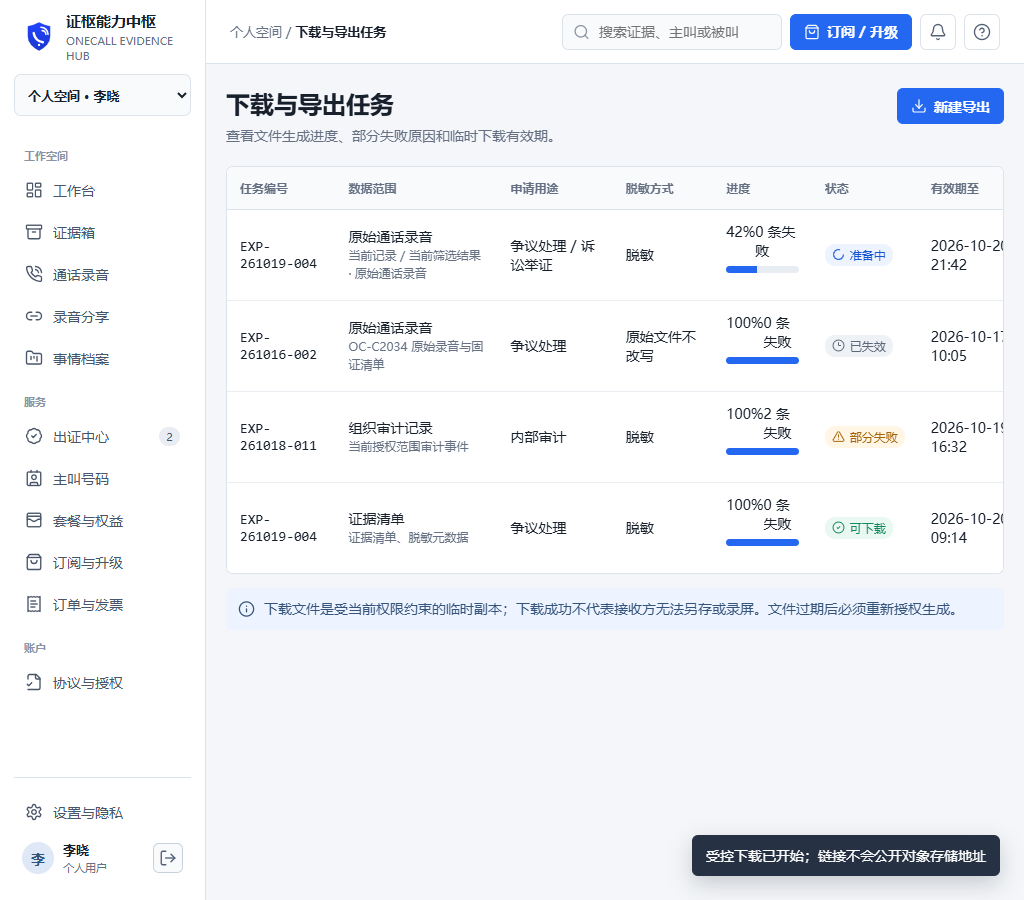 证枢能力中枢
ONECALL EVIDENCE
HUB
个人空间 • 李晓
工作空间
工作台
证据箱
通话录音
录音分享
事情档案
服务
出证中心
2
主叫号码
套餐与权益
订阅与升级
订单与发票
账户
协议与授权
设置与隐私
李
李晓
个人用户
个人空间 / 下载与导出任务
搜索证据、主叫或被叫
订阅 / 升级
下载与导出任务
查看文件生成进度、部分失败原因和临时下载有效期。
新建导出
任务编号 数据范围 申请用途 脱敏方式 进度 状态 有效期至
EXP-
261019-004
原始通话录音
当前记录 / 当前筛选结果
· 原始通话录音
争议处理 / 诉
讼举证
脱敏
42%0 条失
败
准备中
2026-10-20
21:42
EXP-
261016-002
原始通话录音
OC-C2034 原始录音与固
证清单
争议处理
原始文件不
改写
100%0 条
失败
已失效
2026-10-17
10:05
EXP-
261018-011
组织审计记录
当前授权范围审计事件
内部审计
脱敏
100%2 条
失败
部分失败
2026-10-19
16:32
EXP-
261019-004
证据清单
证据清单、脱敏元数据
争议处理
脱敏
100%0 条
失败
可下载
2026-10-20
09:14
下载文件是受当前权限约束的临时副本；下载成功不代表接收方无法另存或录屏。文件过期后必须重新授权生成。
受控下载已开始；链接不会公开对象存储地址